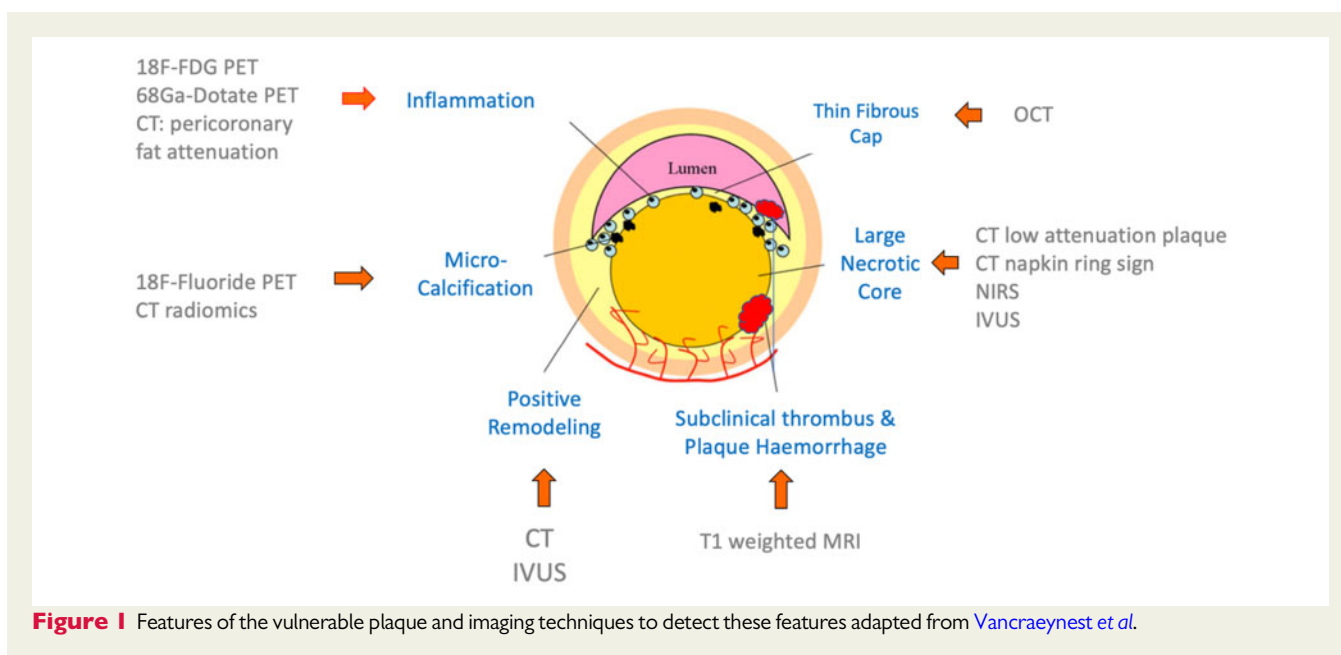 18F-FDG PET
68Ga-Dotate PET
CT: pericoronary
fat attenuation
Inflammation
Thin Fibrous
Cap
OCT
Lumen
18F-Fluoride PET
CT radiomics
Micro-
Calcification
Large
Necrotic
Core
CT low attenuation plaque
CT napkin ring sign
NIRS
IVUS
Positive
Remodeling
Subclinical thrombus &
Plaque Haemorrhage
CT
IVUS
T1 weighted MRI
Figure 1 Features of the vulnerable plaque and imaging techniques to detect these features adapted from Vancraeynest et al.